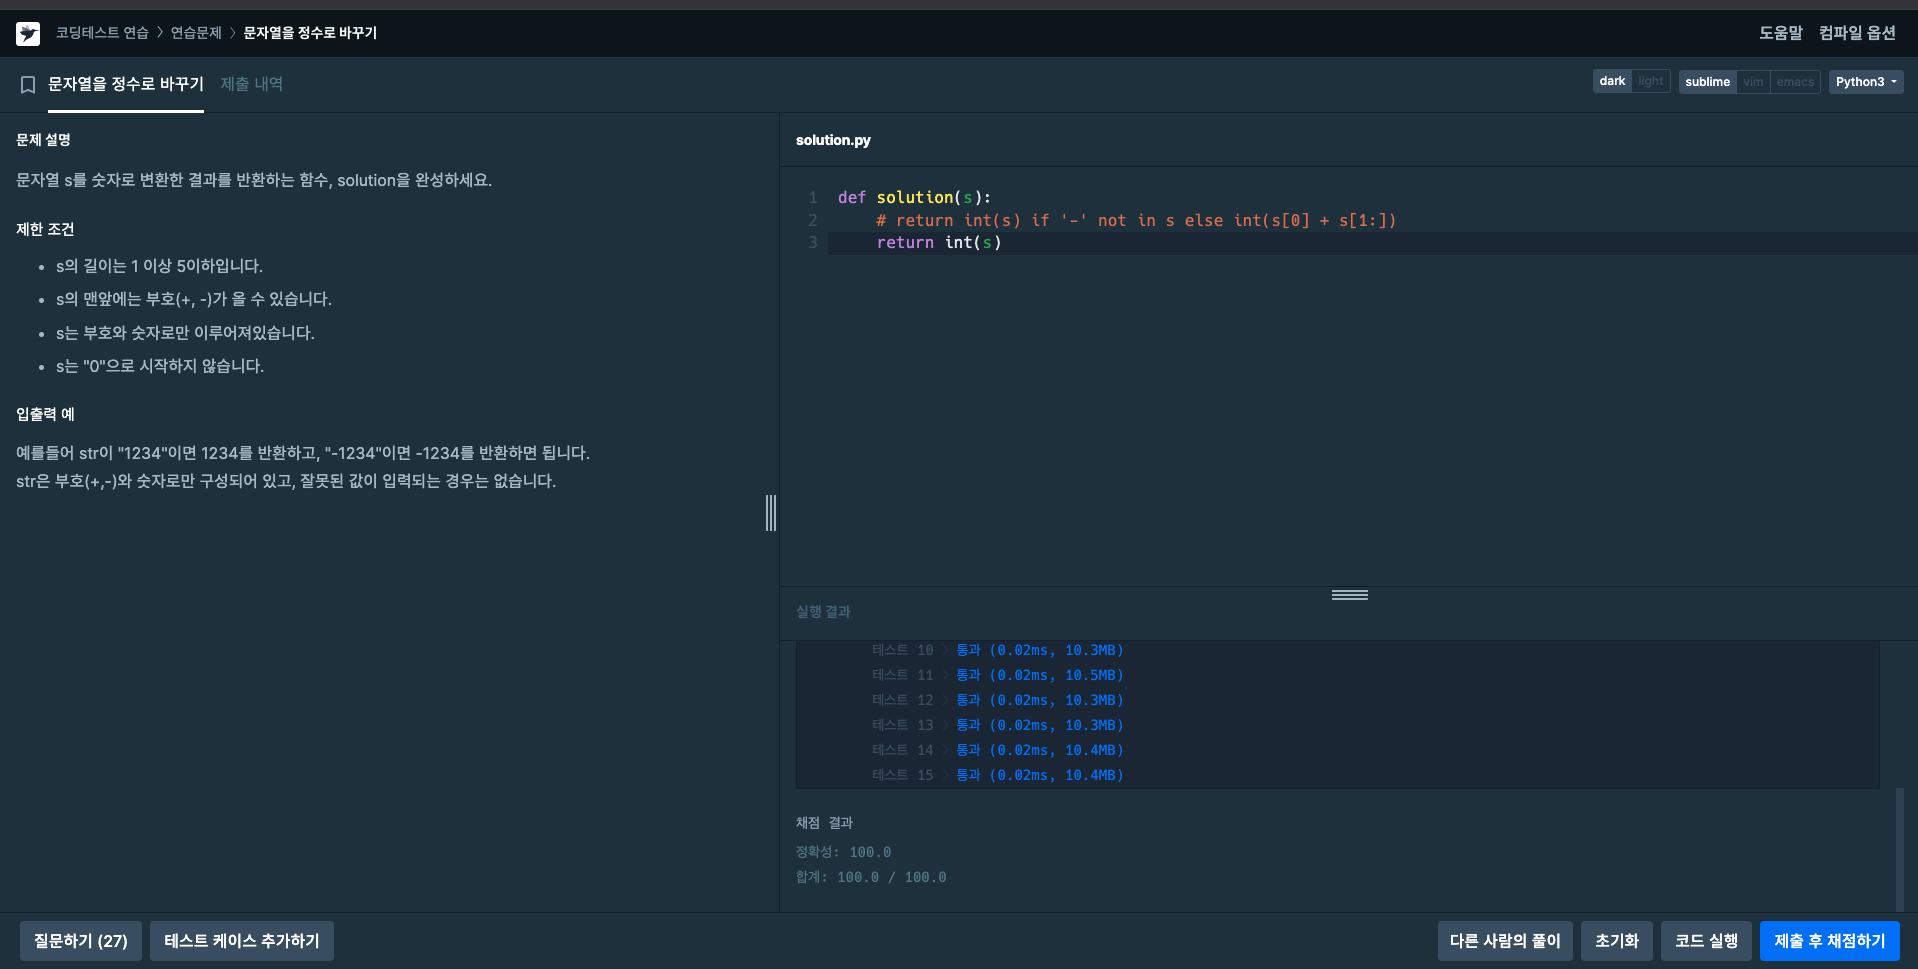 코딩테스트 연습 > 연습문제 > 문자열을 정수로 바꾸기
도움말 컴파일 옵션
문자열을 정수로 바꾸기 제출 내역
dark light sublime vim emacs Python3
문제 설명
문자열 s를 숫자로 변환한 결과를 반환하는 함수, solution을 완성하세요.
제한 조건
• s의 길이는 1 이상 5이하입니다.
• s의 맨앞에는 부호(+, -)가 올 수 있습니다.
• s는 부호와 숫자로만 이루어져있습니다.
• s는 "0"으로 시작하지 않습니다.
입출력 예
예를들어 str이 "1234"이면 1234를 반환하고, "-1234"이면 -1234를 반환하면 됩니다.
str은 부호(+,-)와 숫자로만 구성되어 있고, 잘못된 값이 입력되는 경우는 없습니다.
solution.py
1 def solution(s):
2     # return int(s) if '-' not in s else int(s[0] + s[1:])
3     return int(s)
실행 결과
테스트 10 > 통과 (0.02ms, 10.3MB)
테스트 11 > 통과 (0.02ms, 10.5MB)
테스트 12 > 통과 (0.02ms, 10.3MB)
테스트 13 > 통과 (0.02ms, 10.3MB)
테스트 14 > 통과 (0.02ms, 10.4MB)
테스트 15 > 통과 (0.02ms, 10.4MB)
채점 결과
정확성: 100.0
합계: 100.0 / 100.0
질문하기 (27) 테스트 케이스 추가하기 다른 사람의 풀이 초기화 코드 실행 제출 후 채점하기